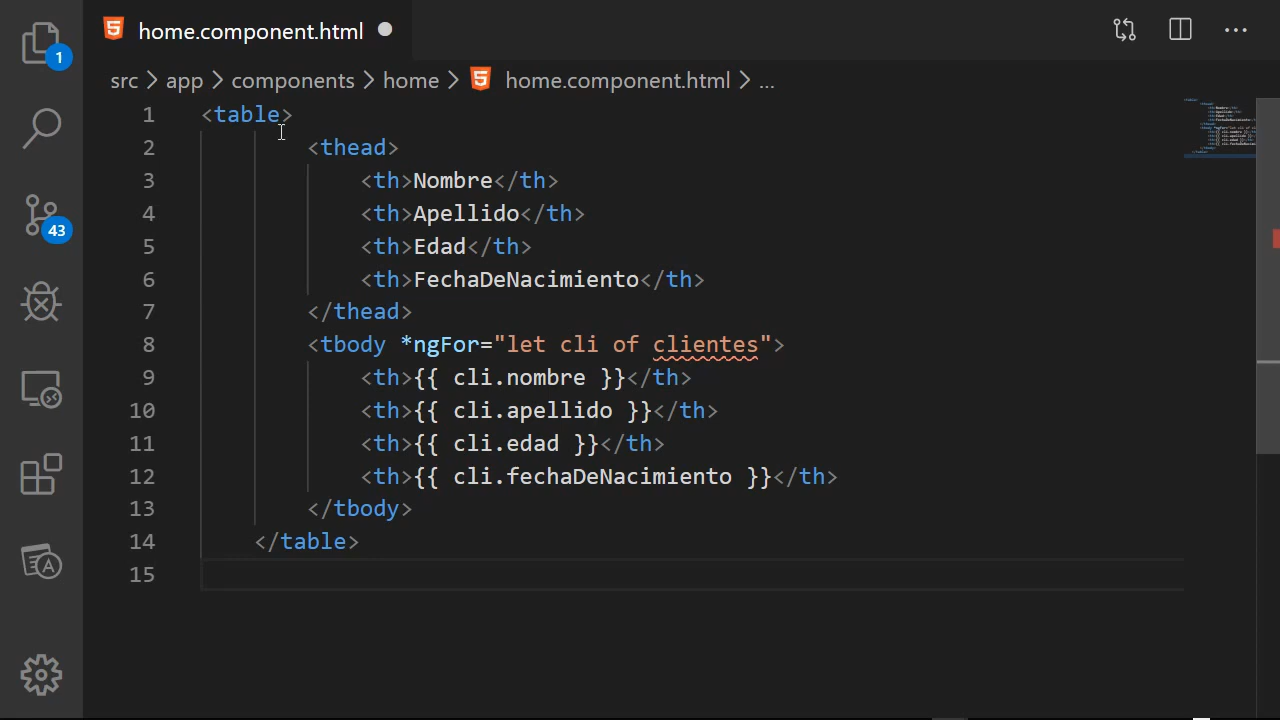 home.component.html
src > app > components > home > home.component.html > ...
1 <table>
2 <thead>
3 <th>Nombre</th>
4 <th>Apellido</th>
5 <th>Edad</th>
6 <th>FechaDeNacimiento</th>
7 </thead>
8 <tbody *ngFor="let cli of clientes">
9 <th>{{ cli.nombre }}</th>
10 <th>{{ cli.apellido }}</th>
11 <th>{{ cli.edad }}</th>
12 <th>{{ cli.fechaDeNacimiento }}</th>
13 </tbody>
14 </table>
15
1
43